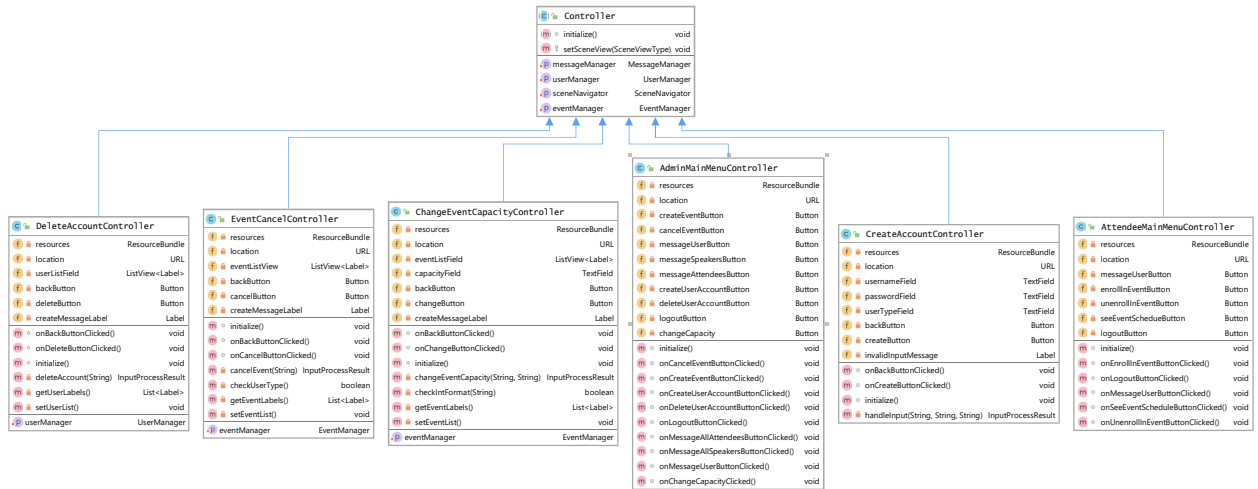 Controller
initialize() void
setSceneView(SceneViewType) void
messageManager MessageManager
userManager UserManager
sceneNavigator SceneNavigator
eventManager EventManager
DeleteAccountController
resources ResourceBundle
location URL
userListField ListView<Label>
backButton Button
deleteButton Button
createMessageLabel Label
onBackButtonClicked() void
onDeleteButtonClicked() void
initialize() void
deleteAccount(String) InputProcessResult
getUserLabels() List<Label>
setUserList() void
userManager UserManager
EventCancelController
resources ResourceBundle
location URL
eventListView ListView<Label>
backButton Button
cancelButton Button
createMessageLabel Label
initialize() void
onBackButtonClicked() void
onCancelButtonClicked() void
cancelEvent(String) InputProcessResult
checkUserType() boolean
getEventLabels() List<Label>
setEventList() void
eventManager EventManager
ChangeEventCapacityController
resources ResourceBundle
location URL
eventListField ListView<Label>
capacityField TextField
backButton Button
changeButton Button
createMessageLabel Label
onBackButtonClicked() void
onChangeButtonClicked() void
initialize() void
changeEventCapacity(String, String) InputProcessResult
checkIntFormat(String) boolean
getEventLabels() List<Label>
setEventList() void
eventManager EventManager
AdminMainMenuController
resources ResourceBundle
location URL
createEventButton Button
cancelEventButton Button
messageUserButton Button
messageSpeakersButton Button
messageAttendeesButton Button
createUserAccountButton Button
deleteUserAccountButton Button
logoutButton Button
changeCapacity Button
initialize() void
onCancelEventButtonClicked() void
onCreateEventButtonClicked() void
onCreateUserAccountButtonClicked() void
onDeleteUserAccountButtonClicked() void
onLogoutButtonClicked() void
onMessageAllAttendeesButtonClicked() void
onMessageAllSpeakersButtonClicked() void
onMessageUserButtonClicked() void
onChangeCapacityClicked() void
CreateAccountController
resources ResourceBundle
location URL
usernameField TextField
passwordField TextField
userTypeField TextField
backButton Button
createButton Button
invalidInputMessage Label
onBackButtonClicked() void
onCreateButtonClicked() void
initialize() void
handleInput(String, String, String) InputProcessResult
AttendeeMainMenuController
resources ResourceBundle
location URL
messageUserButton Button
enrollInEventButton Button
unenrollInEventButton Button
seeEventSchedueButton Button
logoutButton Button
initialize() void
onEnrollInEventButtonClicked() void
onLogoutButtonClicked() void
onMessageUserButtonClicked() void
onSeeEventScheduleButtonClicked() void
onUnenrollInEventButtonClicked() void